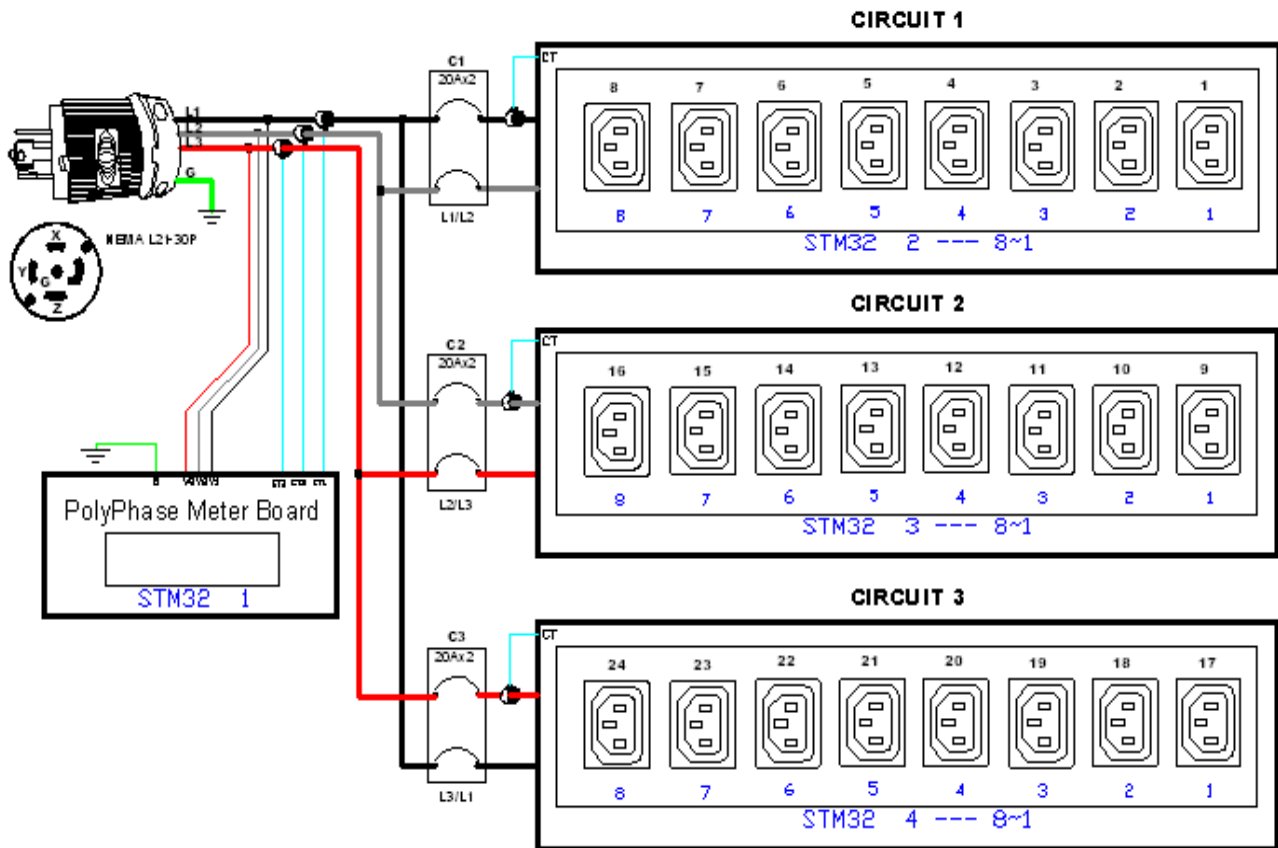 CIRCUIT 1
C1
20Ax2
CT
8 7 6 5 4 3 2 1
8 7 6 5 4 3 2 1
STM32 2 --- 8~1
L1/L2
L1
L2
L3
G
NEMA L21-30P
X
Y
G
Z
CIRCUIT 2
C2
20Ax2
CT
16 15 14 13 12 11 10 9
8 7 6 5 4 3 2 1
STM32 3 --- 8~1
L2/L3
PolyPhase Meter Board
STM32 1
CIRCUIT 3
C3
20Ax2
CT
24 23 22 21 20 19 18 17
8 7 6 5 4 3 2 1
STM32 4 --- 8~1
L3/L1